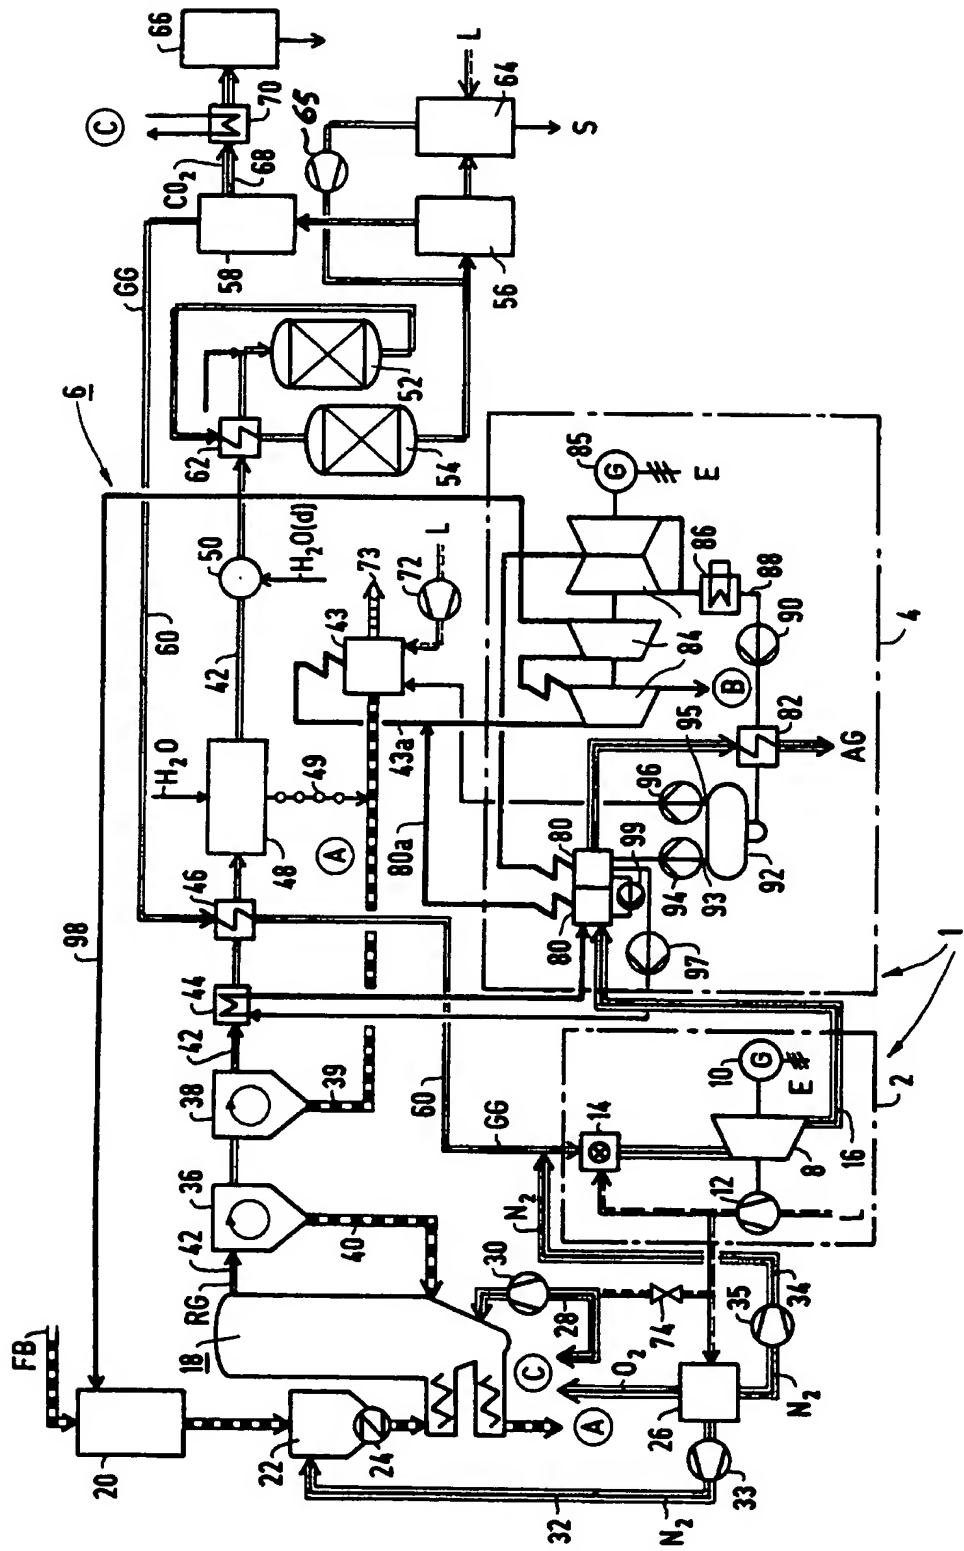 FB
20
22
24
32
N₂
33
26
O₂
N₂
35
34
74
28
30
C
A
18
RG
42
36
40
38
39
42
44
46
98
60
GG
N₂
14
12
L
8
10
G
E
16
2
1
H₂O
48
49
A
42
50
H₂O(d)
60
GG
6
62
52
54
43
73
72
L
43a
80a
80
80
99
97
94
93
92
96
95
B
84
82
AG
90
88
86
85
G
E
4
56
58
64
65
L
S
CO₂
68
70
C
66